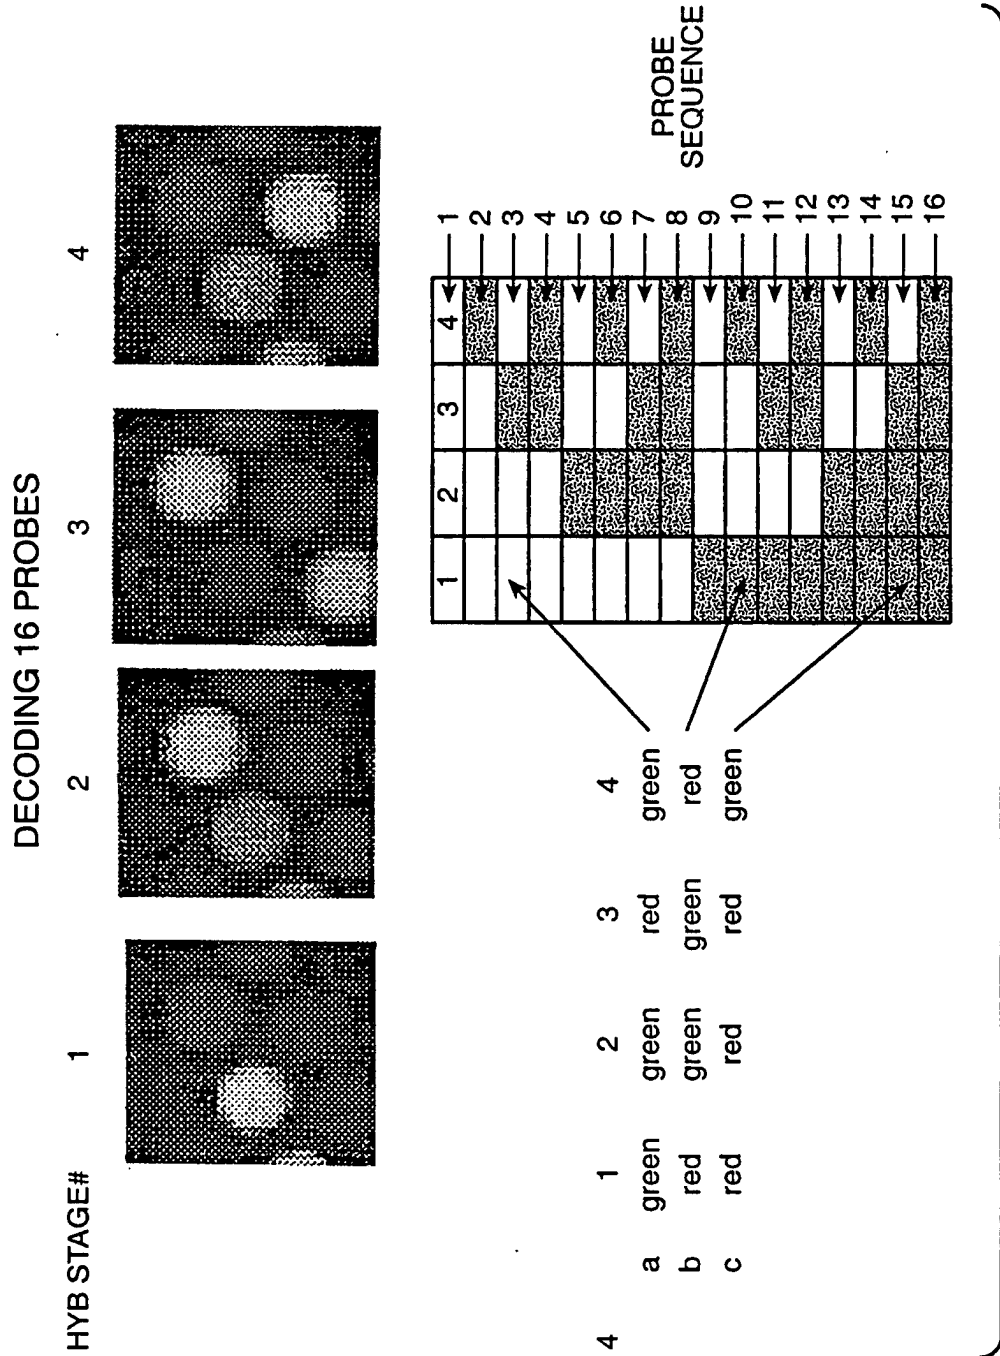 DECODING 16 PROBES
HYB STAGE# 1 2 3 4
4
1 2 3 4
a green green red green
b red green green red
c red red red green
1 2 3 4
1
2
3
4
5
6
7
8
9
10
11
12
13
14
15
16
PROBE
SEQUENCE